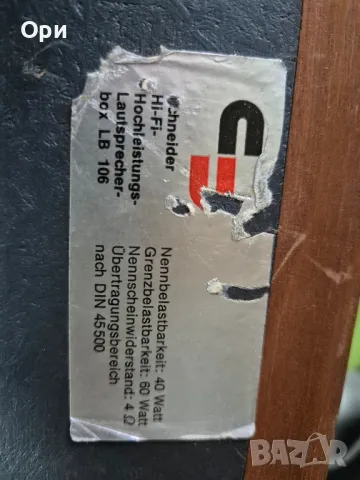 Ори
Schneider
Hi-Fi-
Hochleistungs-
Lautsprecher-
box LB 106
Nennbelastbarkeit: 40 Watt
Grenzbelastbarkeit: 60 Watt
Nennscheinwiderstand: 4 Ω
Übertragungsbereich
nach DIN 45500
BAZAR